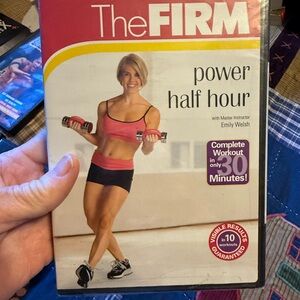 The FIRM
power
half hour
with Master Instructor
Emily Welsh
Complete
Workout
in only 30
Minutes!
VISIBLE RESULTS
in 10
workouts
GUARANTEED